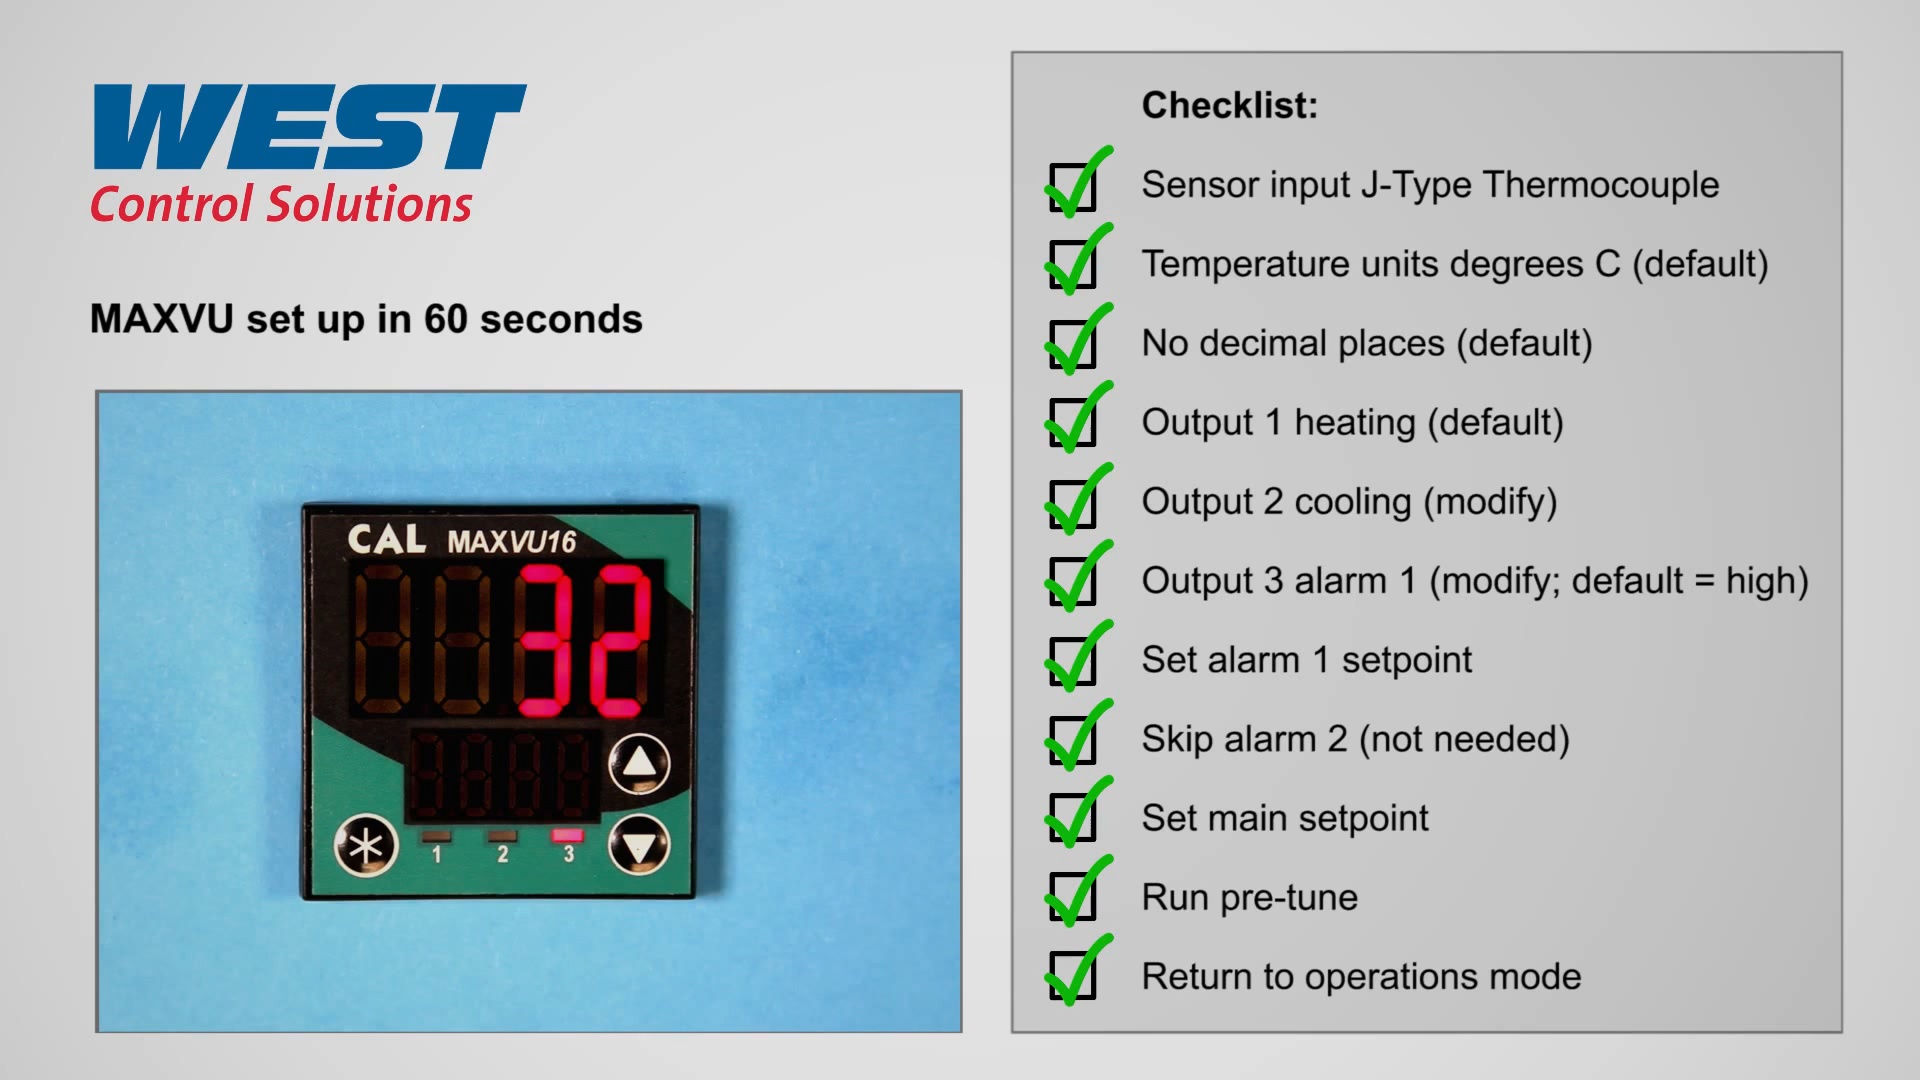 WEST
Control Solutions
MAXVU set up in 60 seconds
CAL MAXVU16
32
1 2 3
Checklist:
Sensor input J-Type Thermocouple
Temperature units degrees C (default)
No decimal places (default)
Output 1 heating (default)
Output 2 cooling (modify)
Output 3 alarm 1 (modify; default = high)
Set alarm 1 setpoint
Skip alarm 2 (not needed)
Set main setpoint
Run pre-tune
Return to operations mode